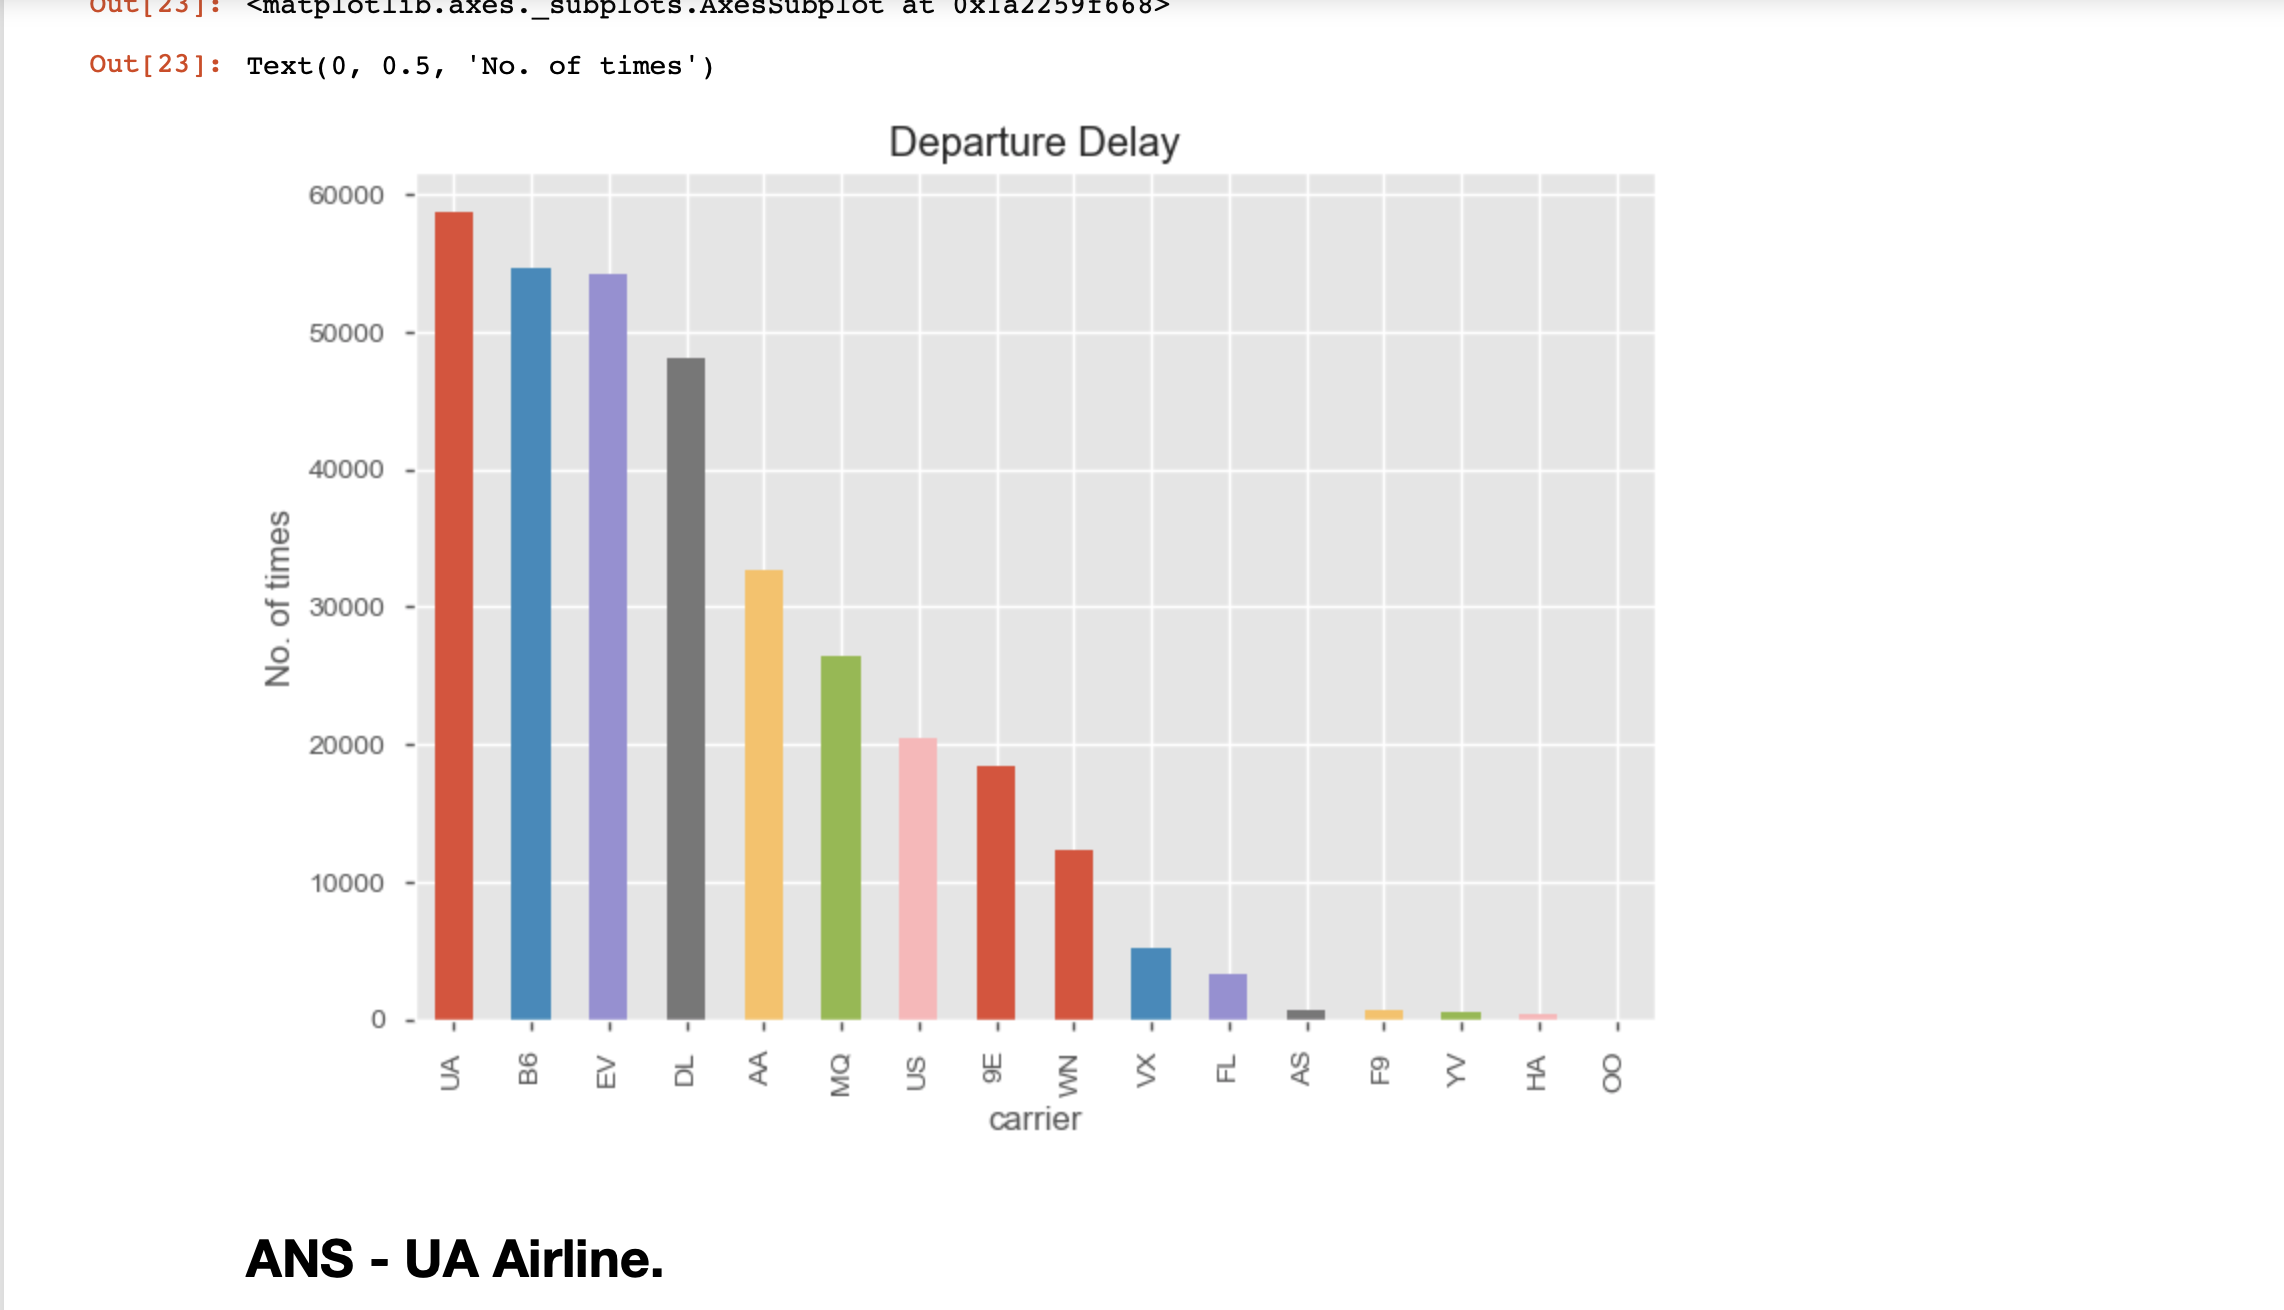 Out[23]: <matplotlib.axes._subplots.AxesSubplot at 0x1a2259f668>
Out[23]: Text(0, 0.5, 'No. of times')
Departure Delay
60000
50000
40000
30000
20000
10000
0
No. of times
UA B6 EV DL AA MQ US 9E WN VX FL AS F9 YV HA OO
carrier
ANS - UA Airline.